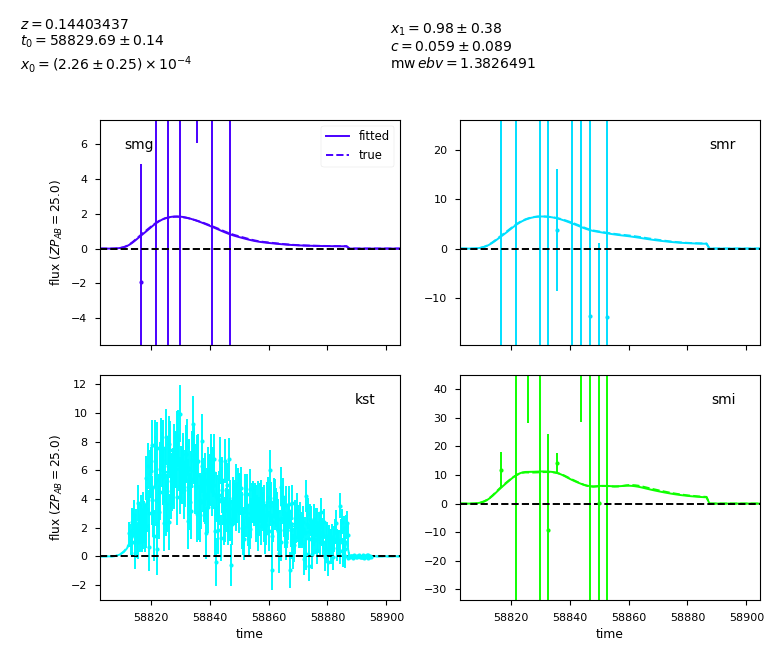 z = 0.14403437
t₀ = 58829.69 ± 0.14
x₀ = (2.26 ± 0.25) × 10⁻⁴
x₁ = 0.98 ± 0.38
c = 0.059 ± 0.089
mw ebv = 1.3826491
smg
fitted
true
6
4
2
0
−2
−4
flux (ZP_AB = 25.0)
smr
20
10
0
−10
kst
12
10
8
6
4
2
0
−2
flux (ZP_AB = 25.0)
58820 58840 58860 58880 58900
time
smi
40
30
20
10
0
−10
−20
−30
58820 58840 58860 58880 58900
time